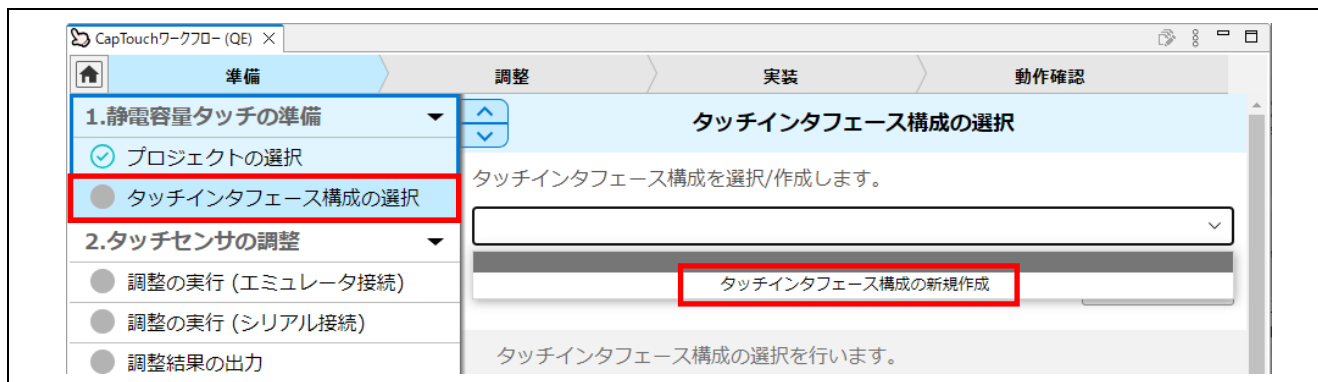 CapTouchワークフロー (QE)
準備
調整
実装
動作確認
1.静電容量タッチの準備
プロジェクトの選択
タッチインタフェース構成の選択
2.タッチセンサの調整
調整の実行 (エミュレータ接続)
調整の実行 (シリアル接続)
調整結果の出力
タッチインタフェース構成の選択
タッチインタフェース構成を選択/作成します。
タッチインタフェース構成の新規作成
タッチインタフェース構成の選択を行います。